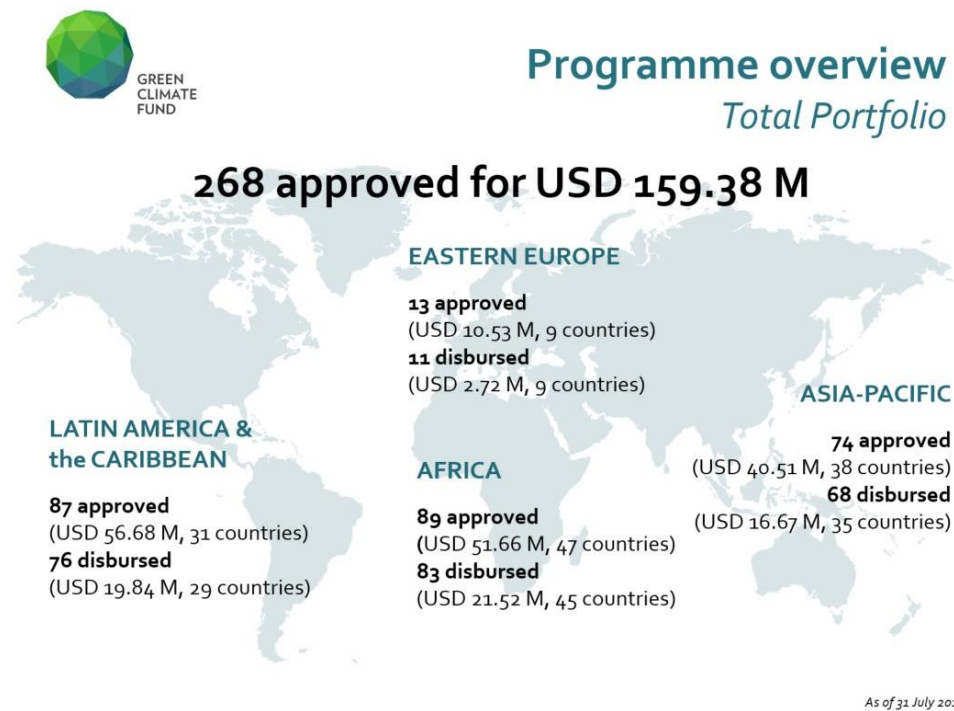 GREEN
CLIMATE
FUND
Programme overview
Total Portfolio
268 approved for USD 159.38 M
EASTERN EUROPE
13 approved
(USD 10.53 M, 9 countries)
11 disbursed
(USD 2.72 M, 9 countries)
LATIN AMERICA &
the CARIBBEAN
87 approved
(USD 56.68 M, 31 countries)
76 disbursed
(USD 19.84 M, 29 countries)
AFRICA
89 approved
(USD 51.66 M, 47 countries)
83 disbursed
(USD 21.52 M, 45 countries)
ASIA-PACIFIC
74 approved
(USD 40.51 M, 38 countries)
68 disbursed
(USD 16.67 M, 35 countries)
As of 31 July